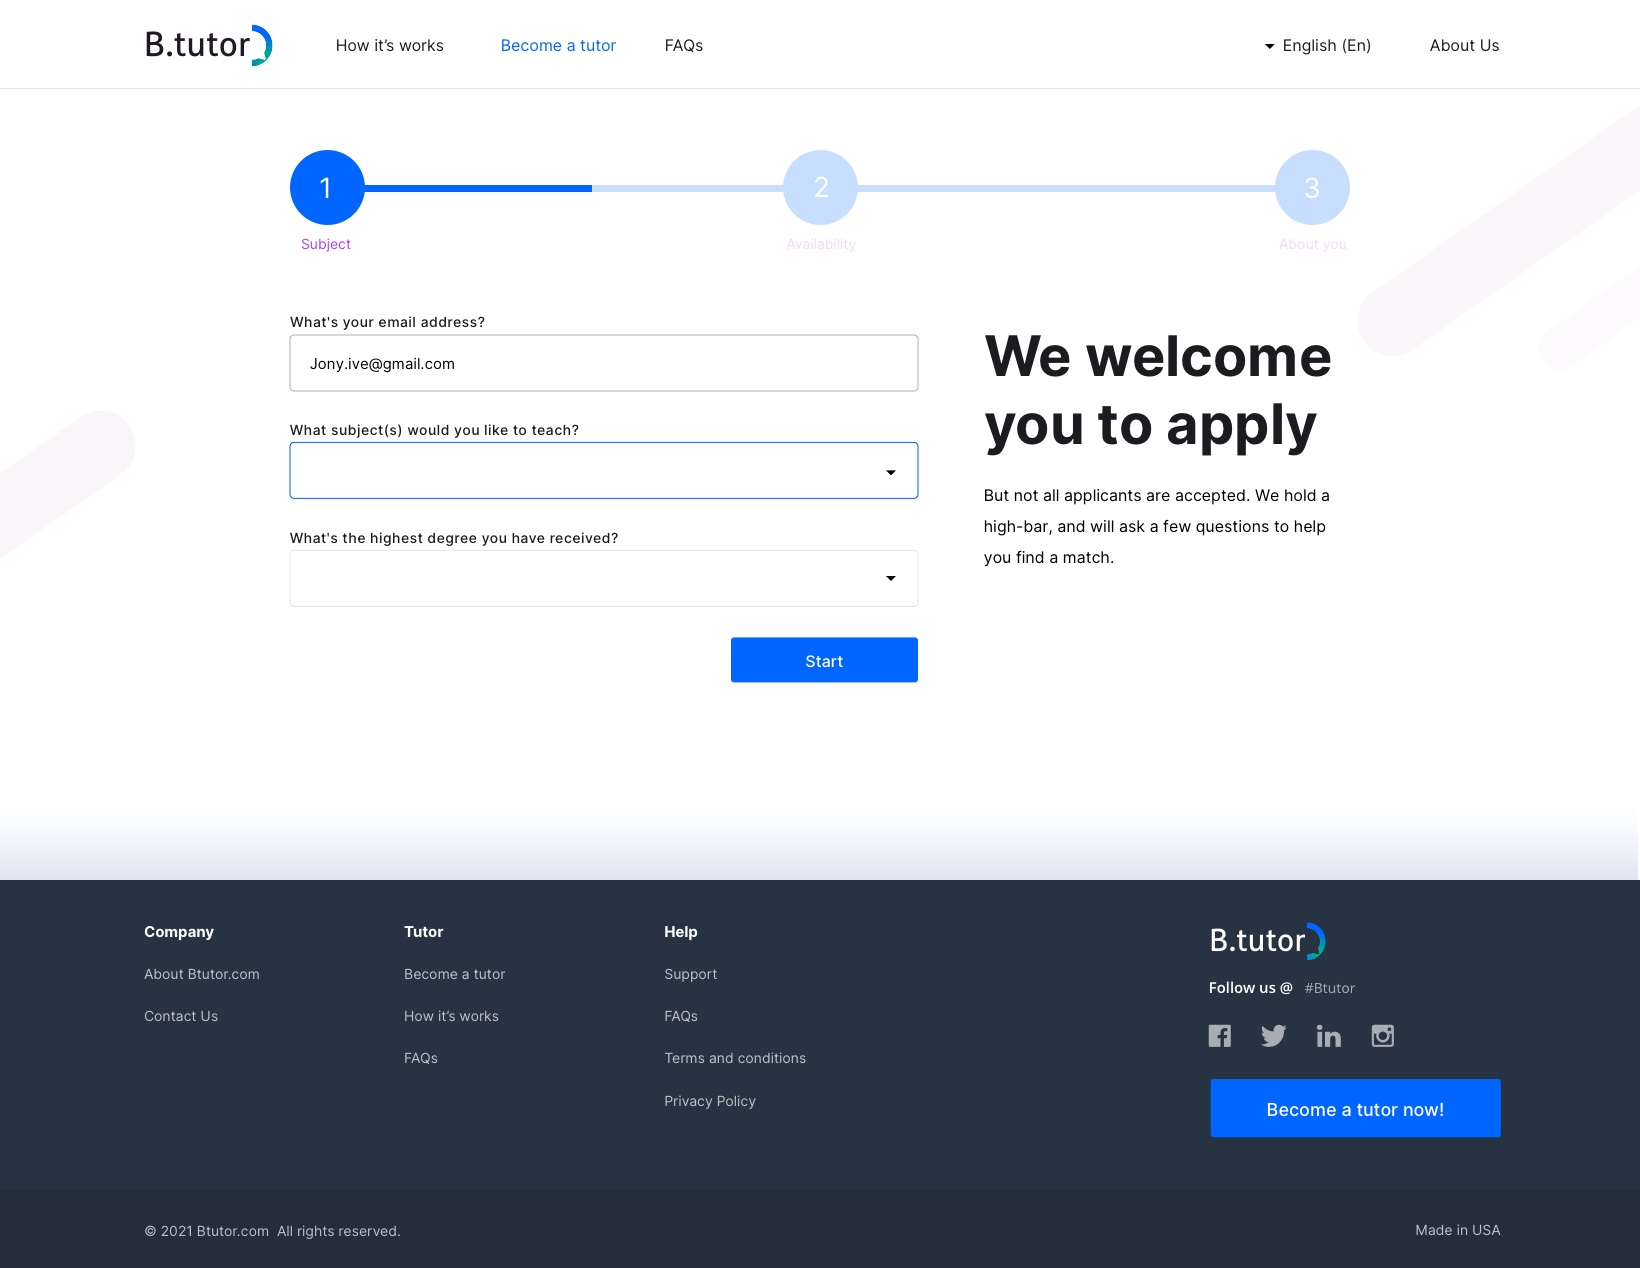 B.tutor
How it’s works
Become a tutor
FAQs
English (En)
About Us
1
2
3
Subject
Availability
About you
What's your email address?
Jony.ive@gmail.com
What subject(s) would you like to teach?
What's the highest degree you have received?
Start
We welcome
you to apply
But not all applicants are accepted. We hold a
high-bar, and will ask a few questions to help
you find a match.
Company
About Btutor.com
Contact Us
Tutor
Become a tutor
How it’s works
FAQs
Help
Support
FAQs
Terms and conditions
Privacy Policy
B.tutor
Follow us @ #Btutor
Become a tutor now!
© 2021 Btutor.com All rights reserved.
Made in USA